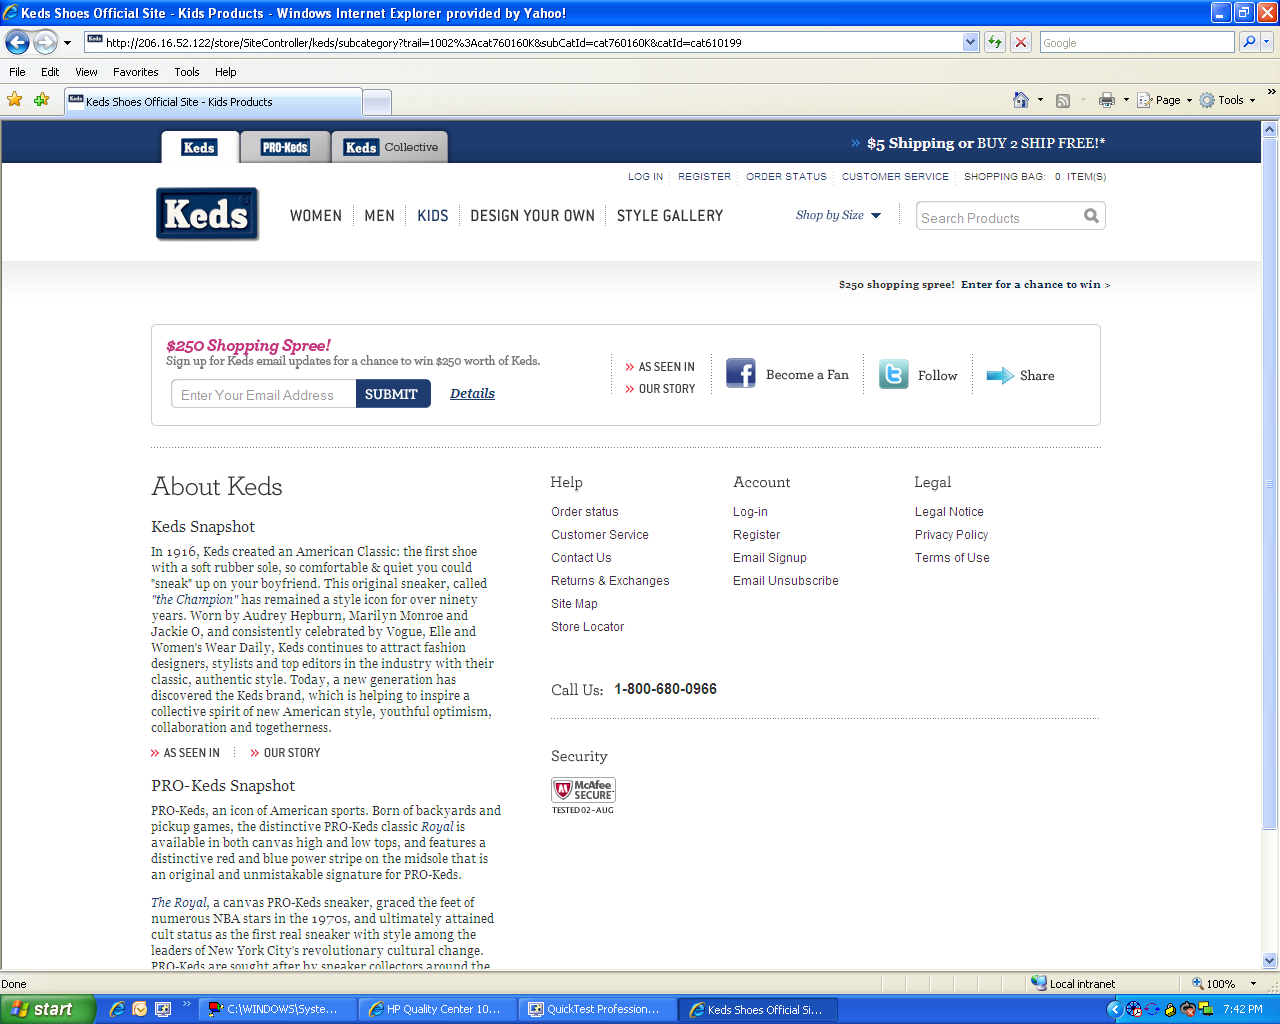 Keds Shoes Official Site - Kids Products - Windows Internet Explorer provided by Yahoo!
http://206.16.52.122/store/SiteController/keds/subcategory?trail=1002%3Acat760160K&subCatId=cat760160K&catId=cat610199
Google
File Edit View Favorites Tools Help
Keds Shoes Official Site - Kids Products
Page Tools
Keds PRO-Keds Keds Collective
» $5 Shipping or BUY 2 SHIP FREE!*
LOG IN REGISTER ORDER STATUS CUSTOMER SERVICE SHOPPING BAG: 0 ITEM(S)
Keds
WOMEN MEN KIDS DESIGN YOUR OWN STYLE GALLERY
Shop by Size
Search Products
$250 shopping spree! Enter for a chance to win >
$250 Shopping Spree!
Sign up for Keds email updates for a chance to win $250 worth of Keds.
Enter Your Email Address SUBMIT Details
» AS SEEN IN
» OUR STORY
Become a Fan
Follow
Share
About Keds
Keds Snapshot
In 1916, Keds created an American Classic: the first shoe
with a soft rubber sole, so comfortable & quiet you could
"sneak" up on your boyfriend. This original sneaker, called
"the Champion" has remained a style icon for over ninety
years. Worn by Audrey Hepburn, Marilyn Monroe and
Jackie O, and consistently celebrated by Vogue, Elle and
Women's Wear Daily, Keds continues to attract fashion
designers, stylists and top editors in the industry with their
classic, authentic style. Today, a new generation has
discovered the Keds brand, which is helping to inspire a
collective spirit of new American style, youthful optimism,
collaboration and togetherness.
» AS SEEN IN » OUR STORY
PRO-Keds Snapshot
PRO-Keds, an icon of American sports. Born of backyards and
pickup games, the distinctive PRO-Keds classic Royal is
available in both canvas high and low tops, and features a
distinctive red and blue power stripe on the midsole that is
an original and unmistakable signature for PRO-Keds.
The Royal, a canvas PRO-Keds sneaker, graced the feet of
numerous NBA stars in the 1970s, and ultimately attained
cult status as the first real sneaker with style among the
leaders of New York City's revolutionary cultural change.
PRO-Keds are sought after by sneaker collectors around the
Help
Order status
Customer Service
Contact Us
Returns & Exchanges
Site Map
Store Locator
Account
Log-in
Register
Email Signup
Email Unsubscribe
Legal
Legal Notice
Privacy Policy
Terms of Use
Call Us: 1-800-680-0966
Security
McAfee
SECURE
TESTED 02-AUG
Done
Local intranet
100%
start
C:\WINDOWS\Syste...
HP Quality Center 10...
QuickTest Profession...
Keds Shoes Official Si...
7:42 PM